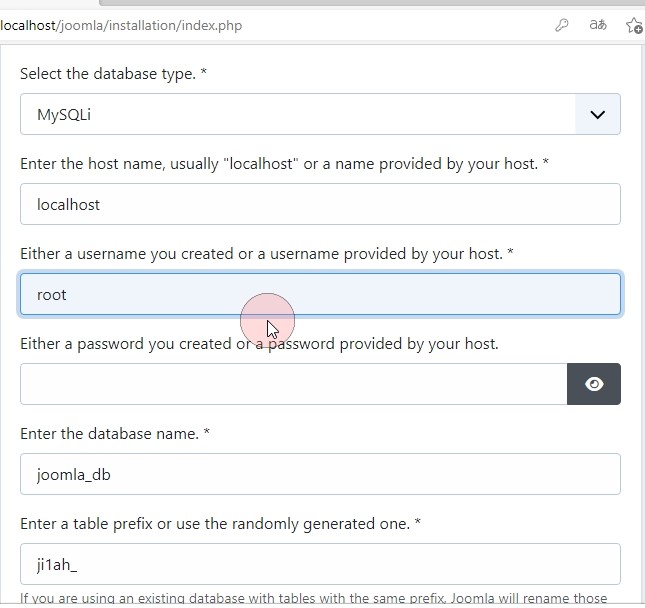 localhost/joomla/installation/index.php
Select the database type. *
MySQLi
Enter the host name, usually "localhost" or a name provided by your host. *
localhost
Either a username you created or a username provided by your host. *
root
Either a password you created or a password provided by your host.
Enter the database name. *
joomla_db
Enter a table prefix or use the randomly generated one. *
ji1ah_
If you are using an existing database with tables with the same prefix, Joomla will rename those